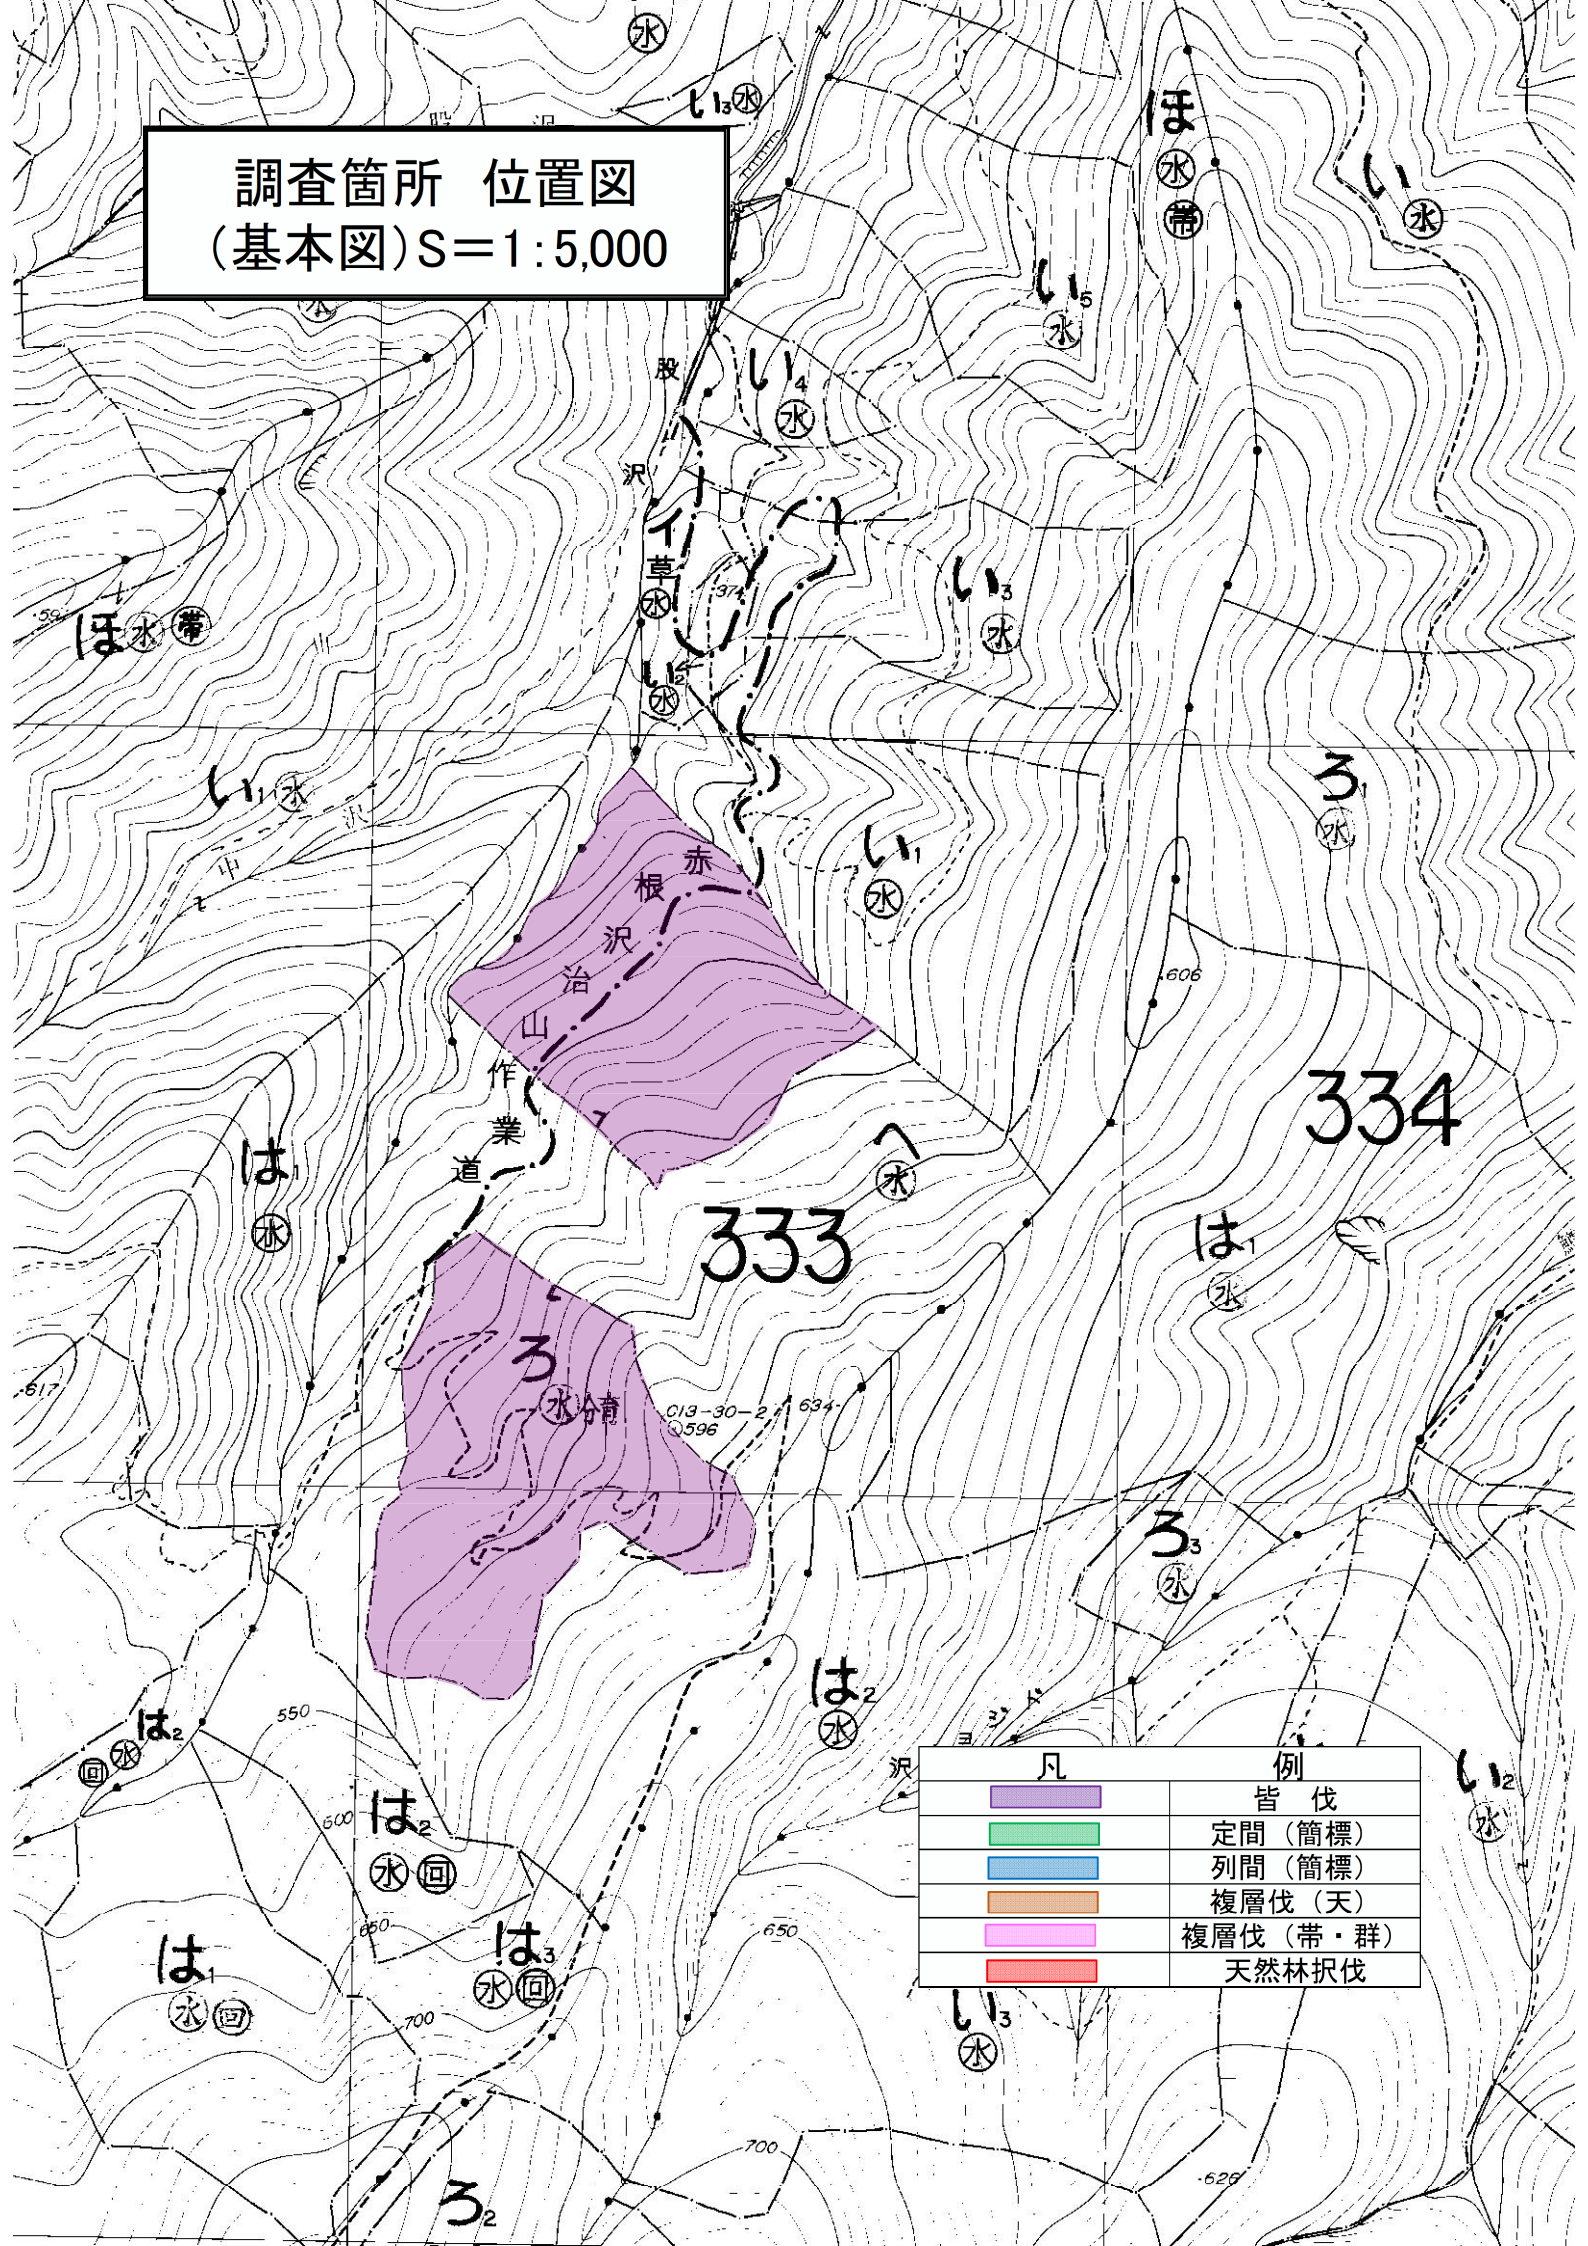 調査箇所 位置図
(基本図)S=1:5,000
水
い3 水
ほ
水
帯
い
水
い5
水
股
い4
水
沢
イ
草
水
374
い3
水
ほ 水 帯
い2
水
い1 水
中
沢
ろ1
水
い1
水
赤
根
沢
治
山
作
業
道
606
334
は1
水
へ
水
333
は1
水
617
ろ
水 分育
C13-30-2
596
634
ろ3
水
は2
水
550
は2
水
回
600
は2
水 回
沢
い2
水
650
は3
水 回
650
は1
水 回
700
い3
水
700
626
ろ2
凡 例
皆 伐
定間(簡標)
列間(簡標)
複層伐(天)
複層伐(帯・群)
天然林択伐